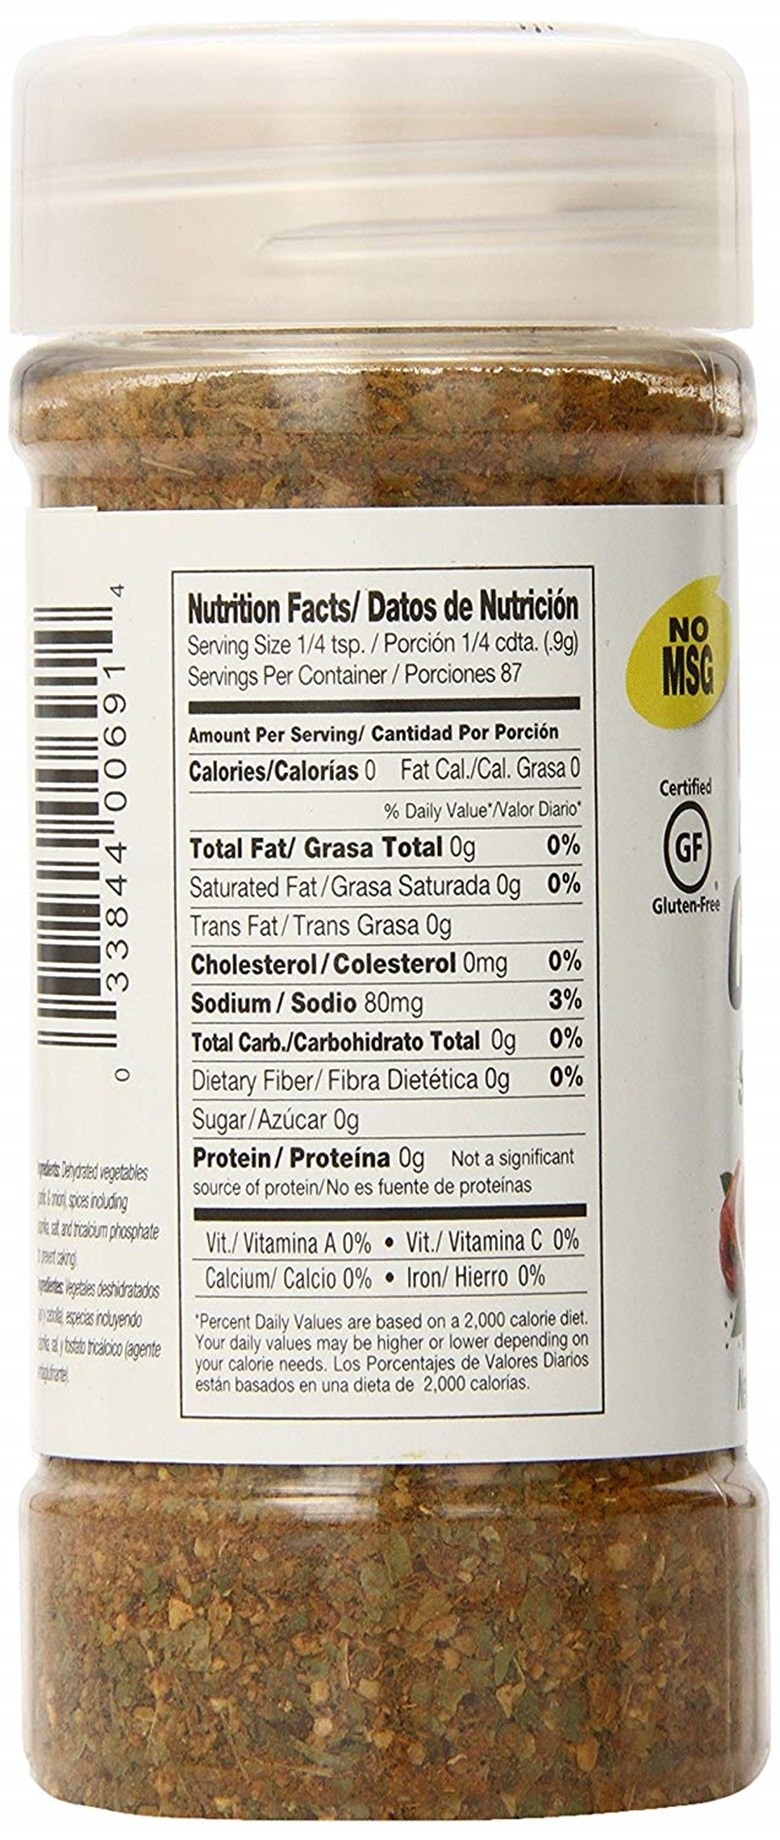 Nutrition Facts/ Datos de Nutrición
Serving Size 1/4 tsp. / Porción 1/4 cdta. (.9g)
Servings Per Container / Porciones 87
Amount Per Serving/ Cantidad Por Porción
Calories/Calorías 0 Fat Cal./Cal. Grasa 0
% Daily Value*/Valor Diario*
Total Fat/ Grasa Total 0g 0%
Saturated Fat/Grasa Saturada 0g 0%
Trans Fat/Trans Grasa 0g
Cholesterol/Colesterol 0mg 0%
Sodium/ Sodio 80mg 3%
Total Carb./Carbohidrato Total 0g 0%
Dietary Fiber/ Fibra Dietética 0g 0%
Sugar/Azúcar 0g
Protein/ Proteína 0g Not a significant
source of protein/No es fuente de proteínas
Vit./ Vitamina A 0% • Vit./ Vitamina C 0%
Calcium/ Calcio 0% • Iron/ Hierro 0%
*Percent Daily Values are based on a 2,000 calorie diet.
Your daily values may be higher or lower depending on
your calorie needs. Los Porcentajes de Valores Diarios
están basados en una dieta de 2,000 calorías.
0 33844 00691 4
Dehydrated vegetables
spices including
and tricalcium phosphate
Vegetales deshidratados
especias incluyendo
y fosfato tricálcico (agente
NO
MSG
Certified
GF
Gluten-Free